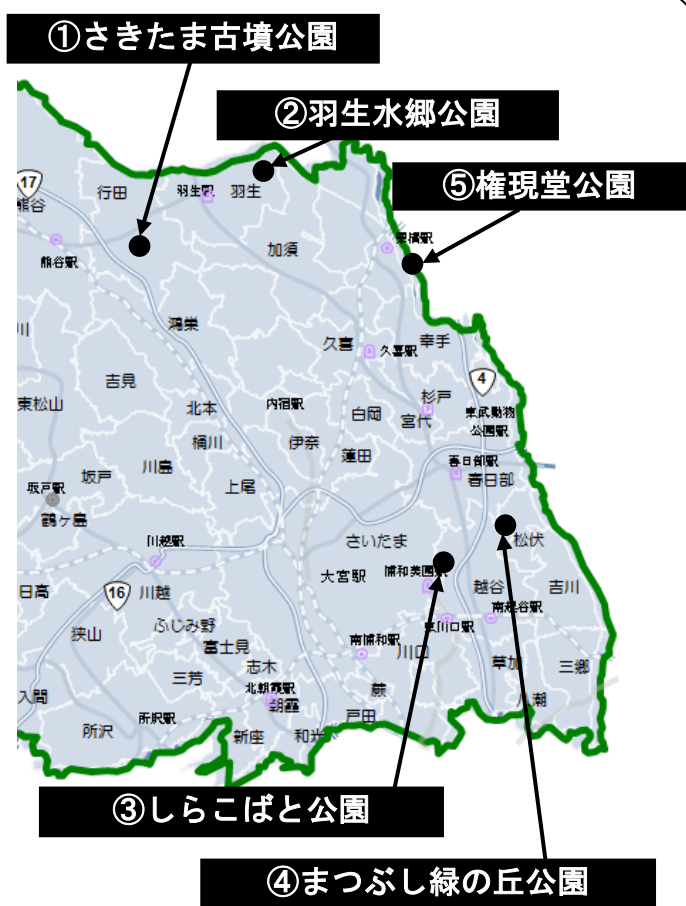 ①さきたま古墳公園
②羽生水郷公園
⑤権現堂公園
17
熊谷
行田
羽生駅
羽生
熊谷駅
加須
栗橋駅
川
鴻巣
久喜
久喜駅
幸手
4
東松山
吉見
北本
内宿駅
白岡
杉戸
宮代
東武動物
公園駅
桶川
伊奈
蓮田
春日部駅
春日部
坂戸駅
坂戸
川島
上尾
鶴ヶ島
川越駅
さいたま
松伏
日高
16
川越
大宮駅
浦和美園駅
越谷
吉川
南越谷駅
狭山
ふじみ野
富士見
南浦和駅
東川口駅
川口
志木
草加
三郷
三芳
北朝霞駅
朝霞
蕨
入間
所沢駅
戸田
八潮
所沢
新座
和光
③しらこばと公園
④まつぶし緑の丘公園